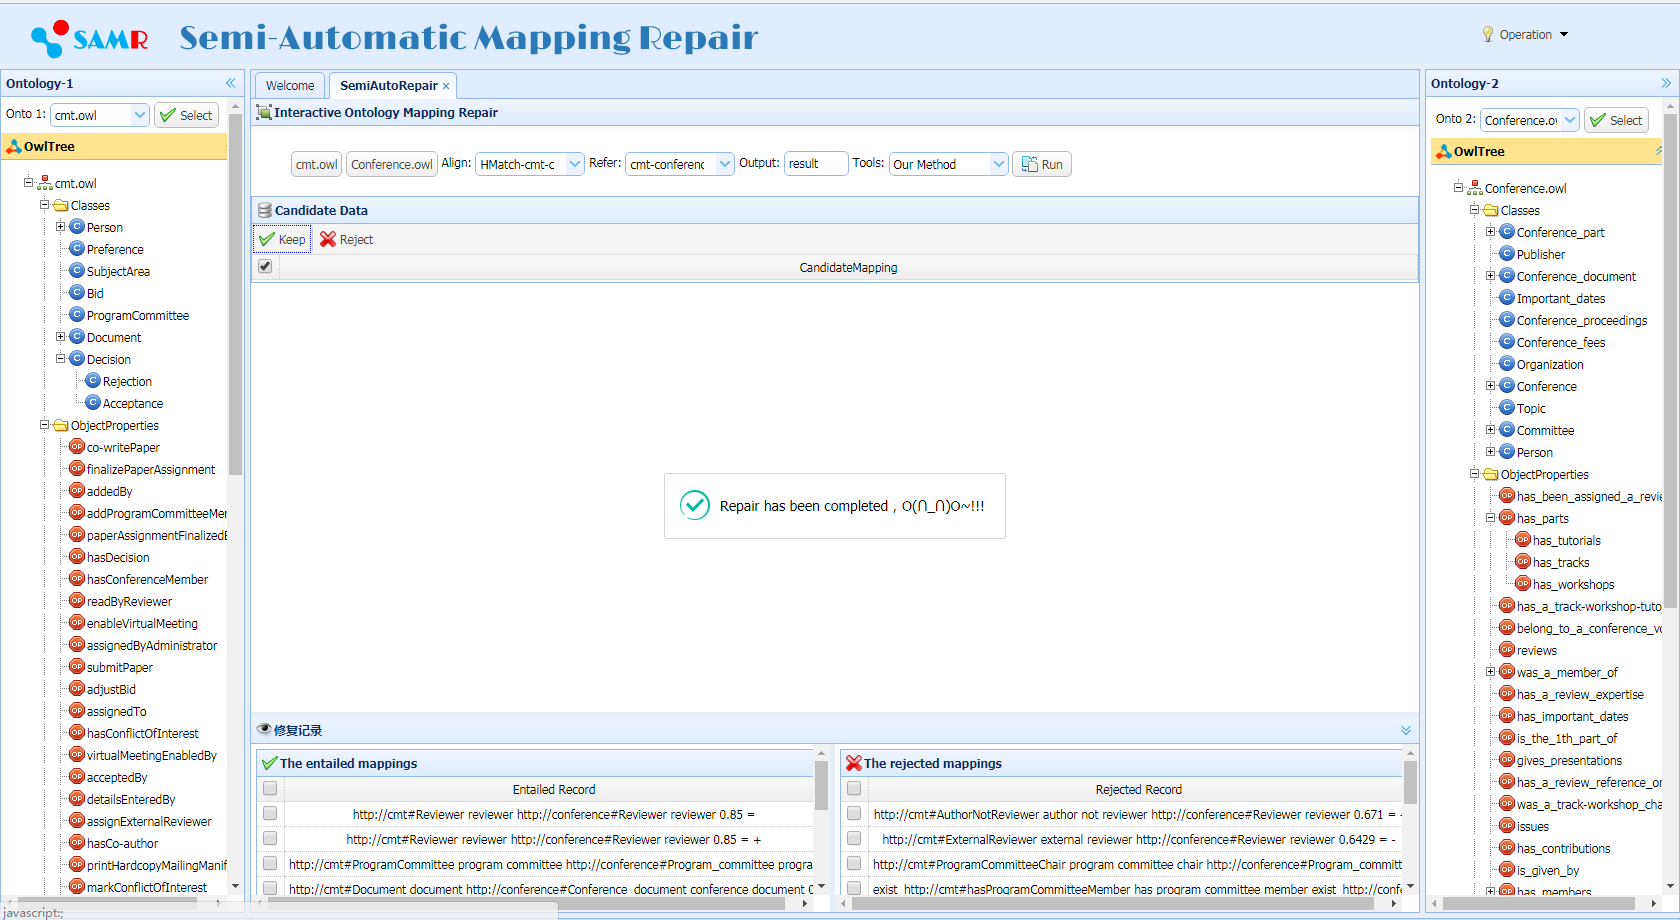 SAMR
Semi-Automatic Mapping Repair
Operation
Ontology-1
Onto 1:
cmt.owl
Select
OwlTree
cmt.owl
Classes
Person
Preference
SubjectArea
Bid
ProgramCommittee
Document
Decision
Rejection
Acceptance
ObjectProperties
co-writePaper
finalizePaperAssignment
addedBy
addProgramCommitteeMer
paperAssignmentFinalizedE
hasDecision
hasConferenceMember
readByReviewer
enableVirtualMeeting
assignedByAdministrator
submitPaper
adjustBid
assignedTo
hasConflictOfInterest
virtualMeetingEnabledBy
acceptedBy
detailsEnteredBy
assignExternalReviewer
hasCo-author
printHardcopyMailingManif
markConflictOfInterest
javascript:;
Welcome
SemiAutoRepair ×
Interactive Ontology Mapping Repair
cmt.owl Conference.owl Align: HMatch-cmt-c Refer: cmt-conferenc Output: result Tools: Our Method Run
Candidate Data
Keep Reject
CandidateMapping
Repair has been completed，O(∩_∩)O~!!!
修复记录
The entailed mappings
Entailed Record
http://cmt#Reviewer reviewer http://conference#Reviewer reviewer 0.85 =
http://cmt#Reviewer reviewer http://conference#Reviewer reviewer 0.85 = +
http://cmt#ProgramCommittee program committee http://conference#Program_committee progra
http://cmt#Document document http://conference#Conference_document conference document 0
The rejected mappings
Rejected Record
http://cmt#AuthorNotReviewer author not reviewer http://conference#Reviewer reviewer 0.671 = -
http://cmt#ExternalReviewer external reviewer http://conference#Reviewer reviewer 0.6429 = -
http://cmt#ProgramCommitteeChair program committee chair http://conference#Program_committ
exist_http://cmt#hasProgramCommitteeMember has program committee member exist_http://conf
Ontology-2
Onto 2:
Conference.ov
Select
OwlTree
Conference.owl
Classes
Conference_part
Publisher
Conference_document
Important_dates
Conference_proceedings
Conference_fees
Organization
Conference
Topic
Committee
Person
ObjectProperties
has_been_assigned_a_revie
has_parts
has_tutorials
has_tracks
has_workshops
has_a_track-workshop-tuto
belong_to_a_conference_vo
reviews
was_a_member_of
has_a_review_expertise
has_important_dates
is_the_1th_part_of
gives_presentations
has_a_review_reference_or
was_a_track-workshop_cha
issues
has_contributions
is_given_by
has_members